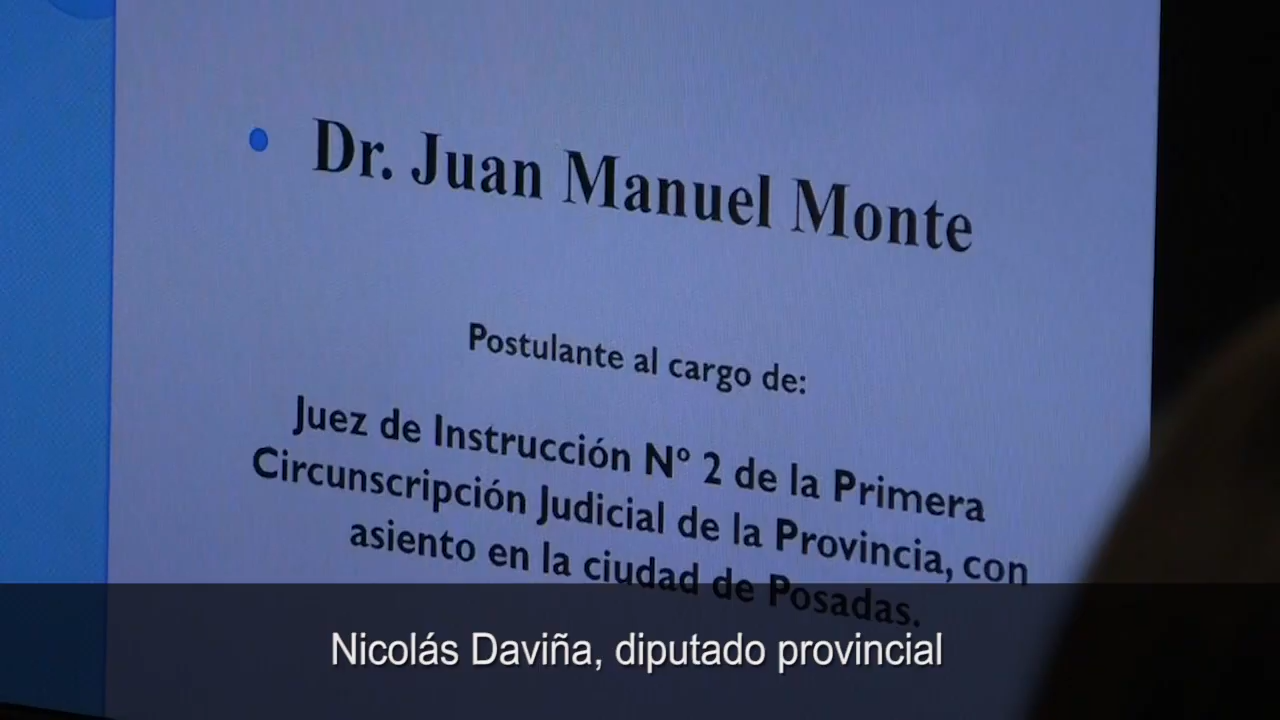 • Dr. Juan Manuel Monte
Postulante al cargo de:
Juez de Instrucción Nº 2 de la Primera
Circunscripción Judicial de la Provincia, con
asiento en la ciudad de Posadas.
Nicolás Daviña, diputado provincial